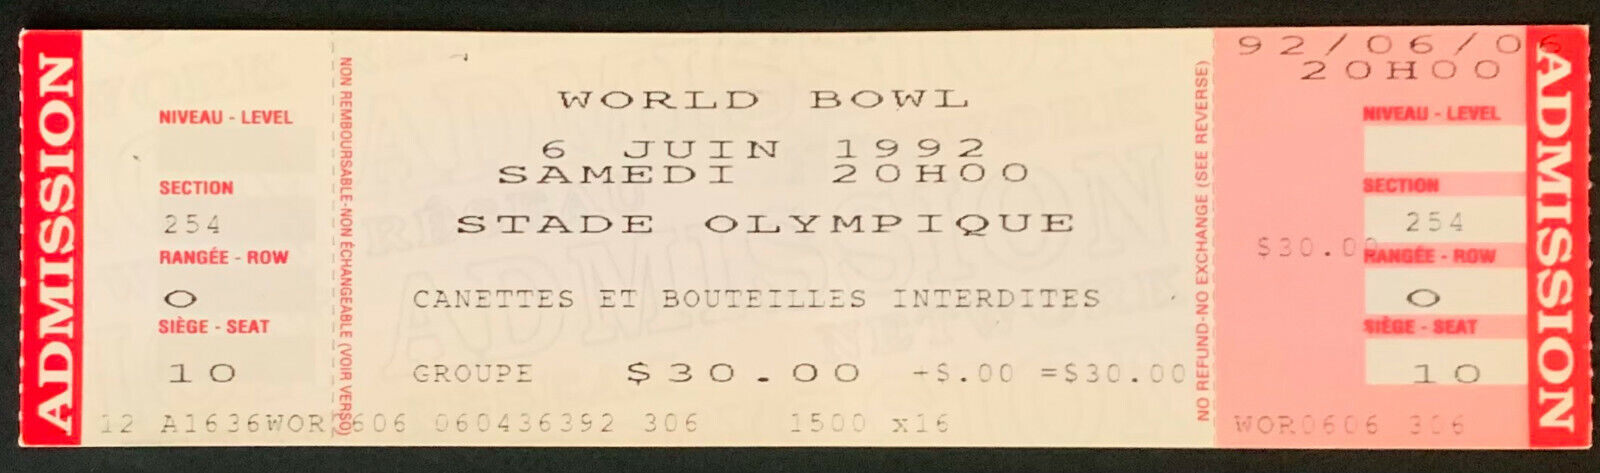 ADMISSION
NIVEAU - LEVEL
SECTION
254
RANGÉE - ROW
O
SIÈGE - SEAT
10
NON REMBOURSABLE-NON ÉCHANGEABLE (VOIR VERSO)
WORLD BOWL
6 JUIN 1992
SAMEDI 20H00
STADE OLYMPIQUE
CANETTES ET BOUTEILLES INTERDITES
GROUPE $30.00 +$.00 =$30.00
12 A1636WOR 606 060436392 306 1500 x16
NO REFUND-NO EXCHANGE (SEE REVERSE)
92/06/06
20H00
NIVEAU - LEVEL
SECTION
254
$30.00
RANGÉE - ROW
O
SIÈGE - SEAT
10
WOR0606 306
ADMISSION